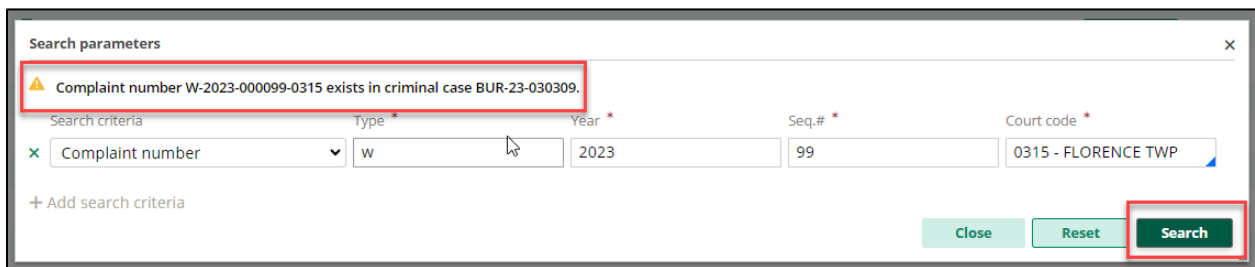 Search parameters ×
Complaint number W-2023-000099-0315 exists in criminal case BUR-23-030309.
Search criteria Type * Year * Seq.# * Court code *
× Complaint number w 2023 99 0315 - FLORENCE TWP
+ Add search criteria
Close Reset Search